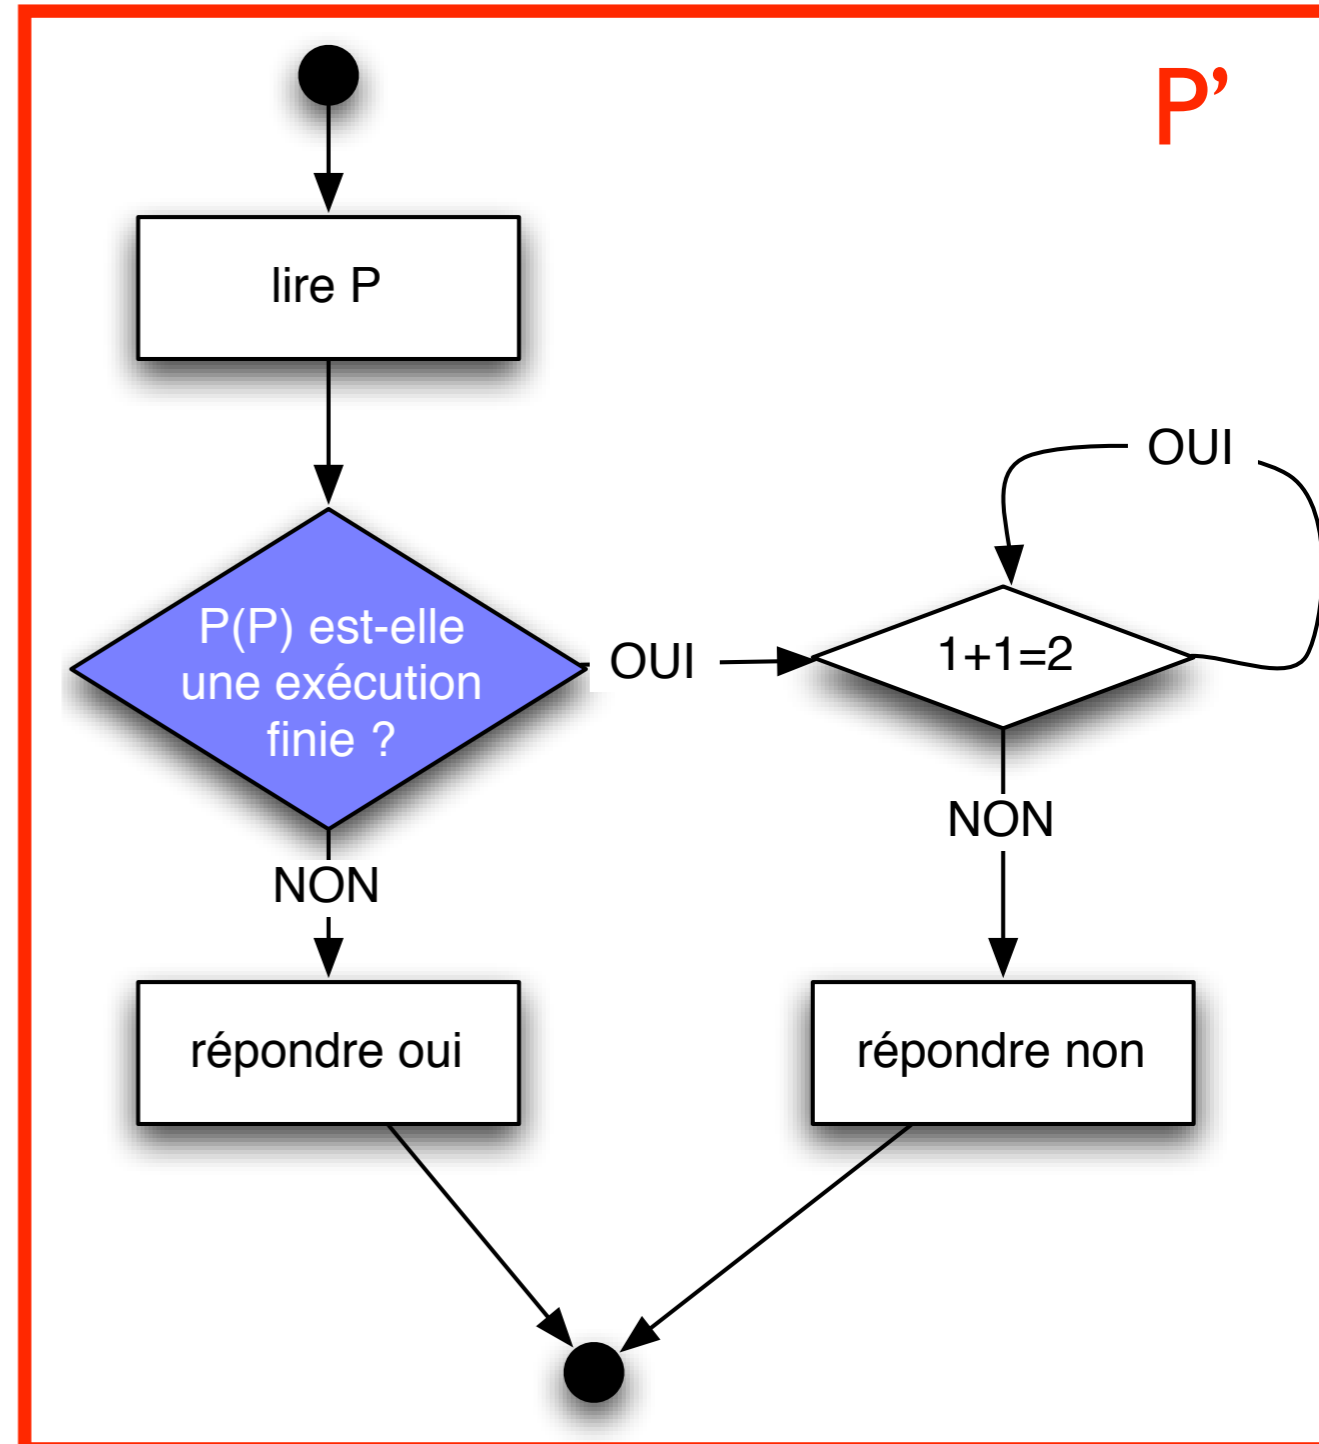 P’
lire P
OUI
P(P) est-elle
une exécution
finie ?
OUI
1+1=2
NON
NON
répondre oui
répondre non